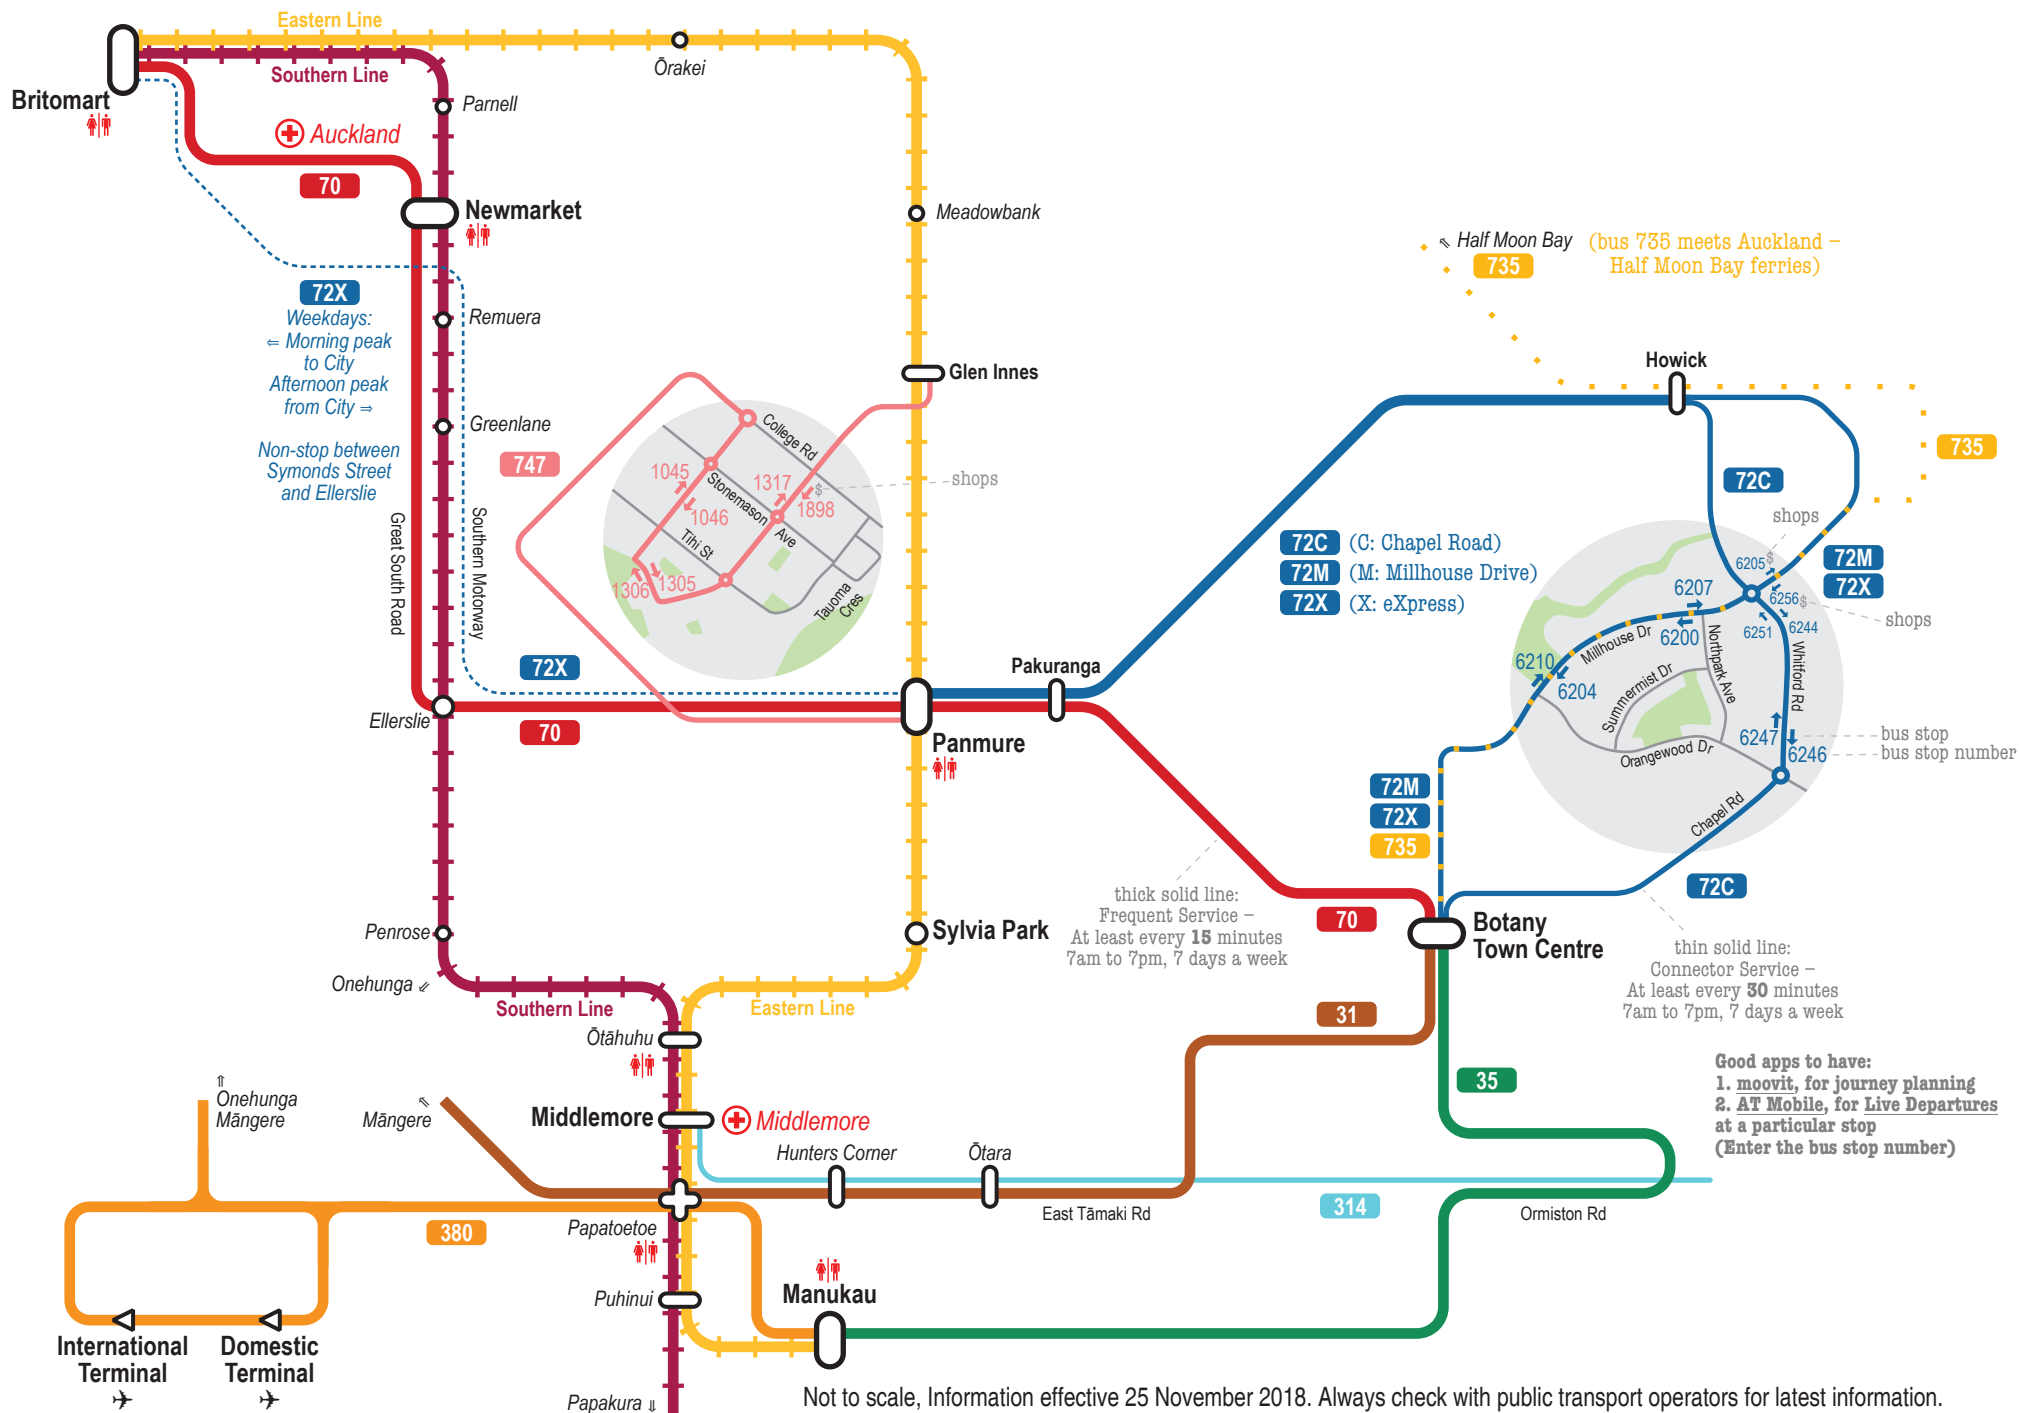 Eastern Line
Southern Line
Britomart
Ōrakei
Parnell
Auckland
70
Newmarket
Meadowbank
72X
Weekdays:
⇐ Morning peak
to City
Afternoon peak
from City ⇒
Non-stop between
Symonds Street
and Ellerslie
Remuera
Greenlane
Great South Road
Southern Motorway
747
Glen Innes
College Rd
1045
1046
Stonemason
Ave
1317
1898
$
shops
Tihi St
1306
1305
Tauoma
Cres
⇖ Half Moon Bay
735
(bus 735 meets Auckland –
Half Moon Bay ferries)
Howick
735
72C
72C (C: Chapel Road)
72M (M: Millhouse Drive)
72X (X: eXpress)
shops
6205 $
72M
72X
6256 $
shops
6207
6200
6251
6244
Millhouse Dr
Northpark Ave
Whitford Rd
6210
6204
Summermist Dr
Orangewood Dr
6247
6246
bus stop
bus stop number
Chapel Rd
72X
Pakuranga
Ellerslie
70
Panmure
72M
72X
735
72C
thick solid line:
Frequent Service –
At least every 15 minutes
7am to 7pm, 7 days a week
70
Botany
Town Centre
thin solid line:
Connector Service –
At least every 30 minutes
7am to 7pm, 7 days a week
Penrose
Sylvia Park
Onehunga ⇙
Southern Line
Eastern Line
31
Ōtāhuhu
35
Good apps to have:
1. moovit, for journey planning
2. AT Mobile, for Live Departures
at a particular stop
(Enter the bus stop number)
⇑
Onehunga
Māngere
⇖
Māngere
Middlemore
Middlemore
Hunters Corner
Ōtara
314
East Tāmaki Rd
Ormiston Rd
380
Papatoetoe
Puhinui
Manukau
International
Terminal
Domestic
Terminal
Papakura ⇓
Not to scale, Information effective 25 November 2018. Always check with public transport operators for latest information.